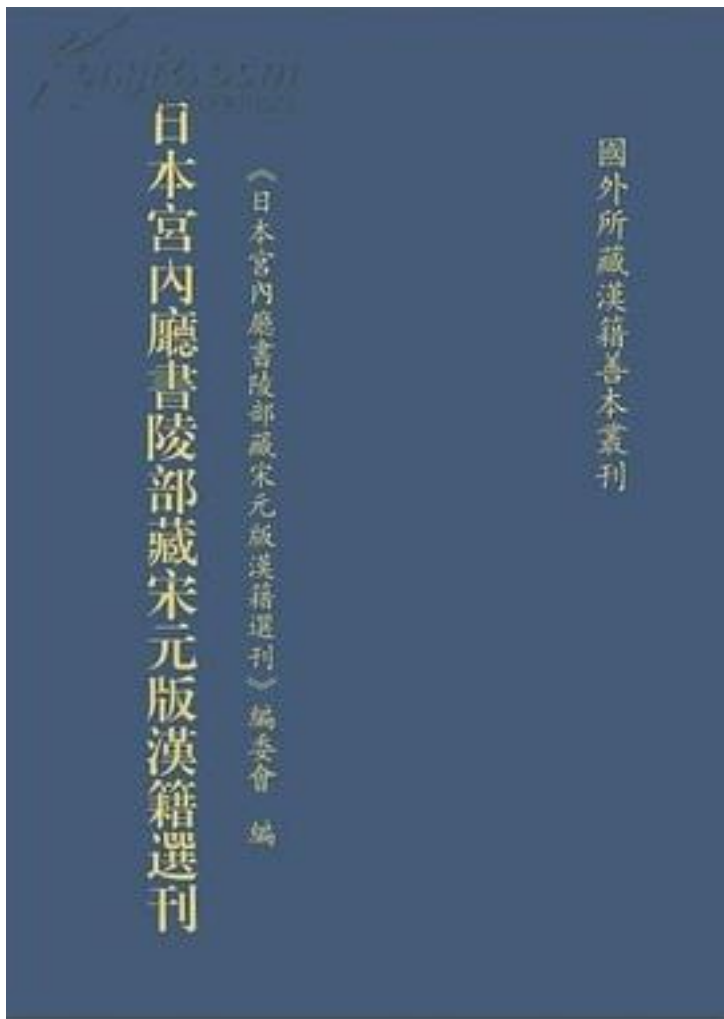 國外所藏漢籍善本叢刊
《日本宮內廳書陵部藏宋元版漢籍選刊》編委會 編
日本宮內廳書陵部藏宋元版漢籍選刊